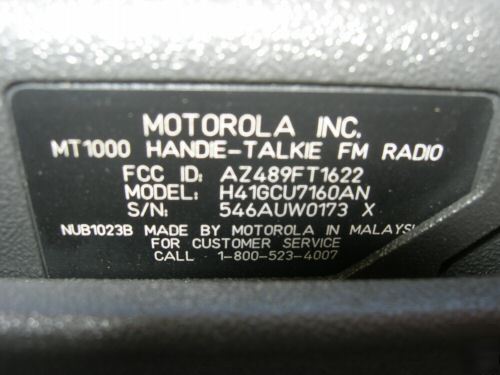 MOTOROLA INC.
MT1000 HANDIE-TALKIE FM RADIO
FCC ID: AZ489FT1622
MODEL: H41GCU7160AN
S/N: 546AUW0173 X
NUB1023B MADE BY MOTOROLA IN MALAYSI
FOR CUSTOMER SERVICE
CALL 1-800-523-4007